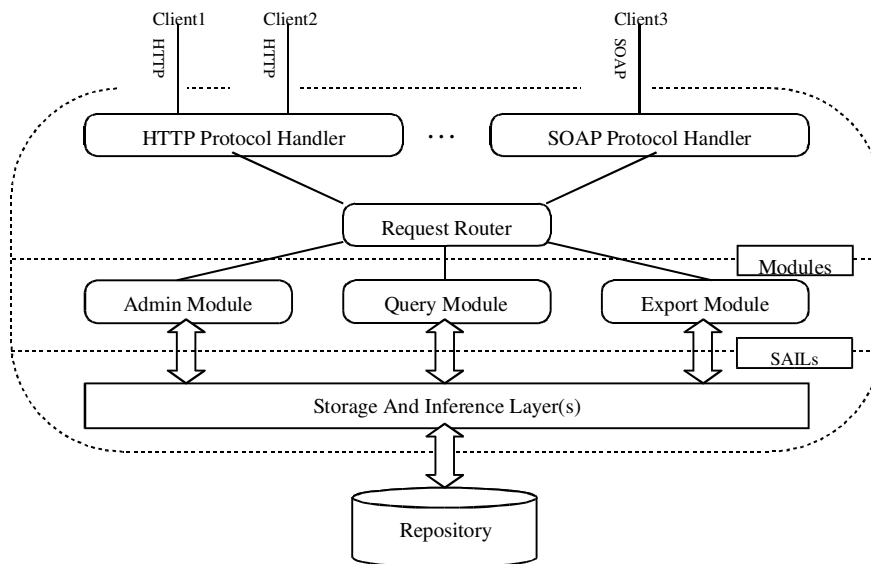 Client1
Client2
Client3
HTTP
HTTP
SOAP
HTTP Protocol Handler
...
SOAP Protocol Handler
Request Router
Modules
Admin Module
Query Module
Export Module
SAILs
Storage And Inference Layer(s)
Repository